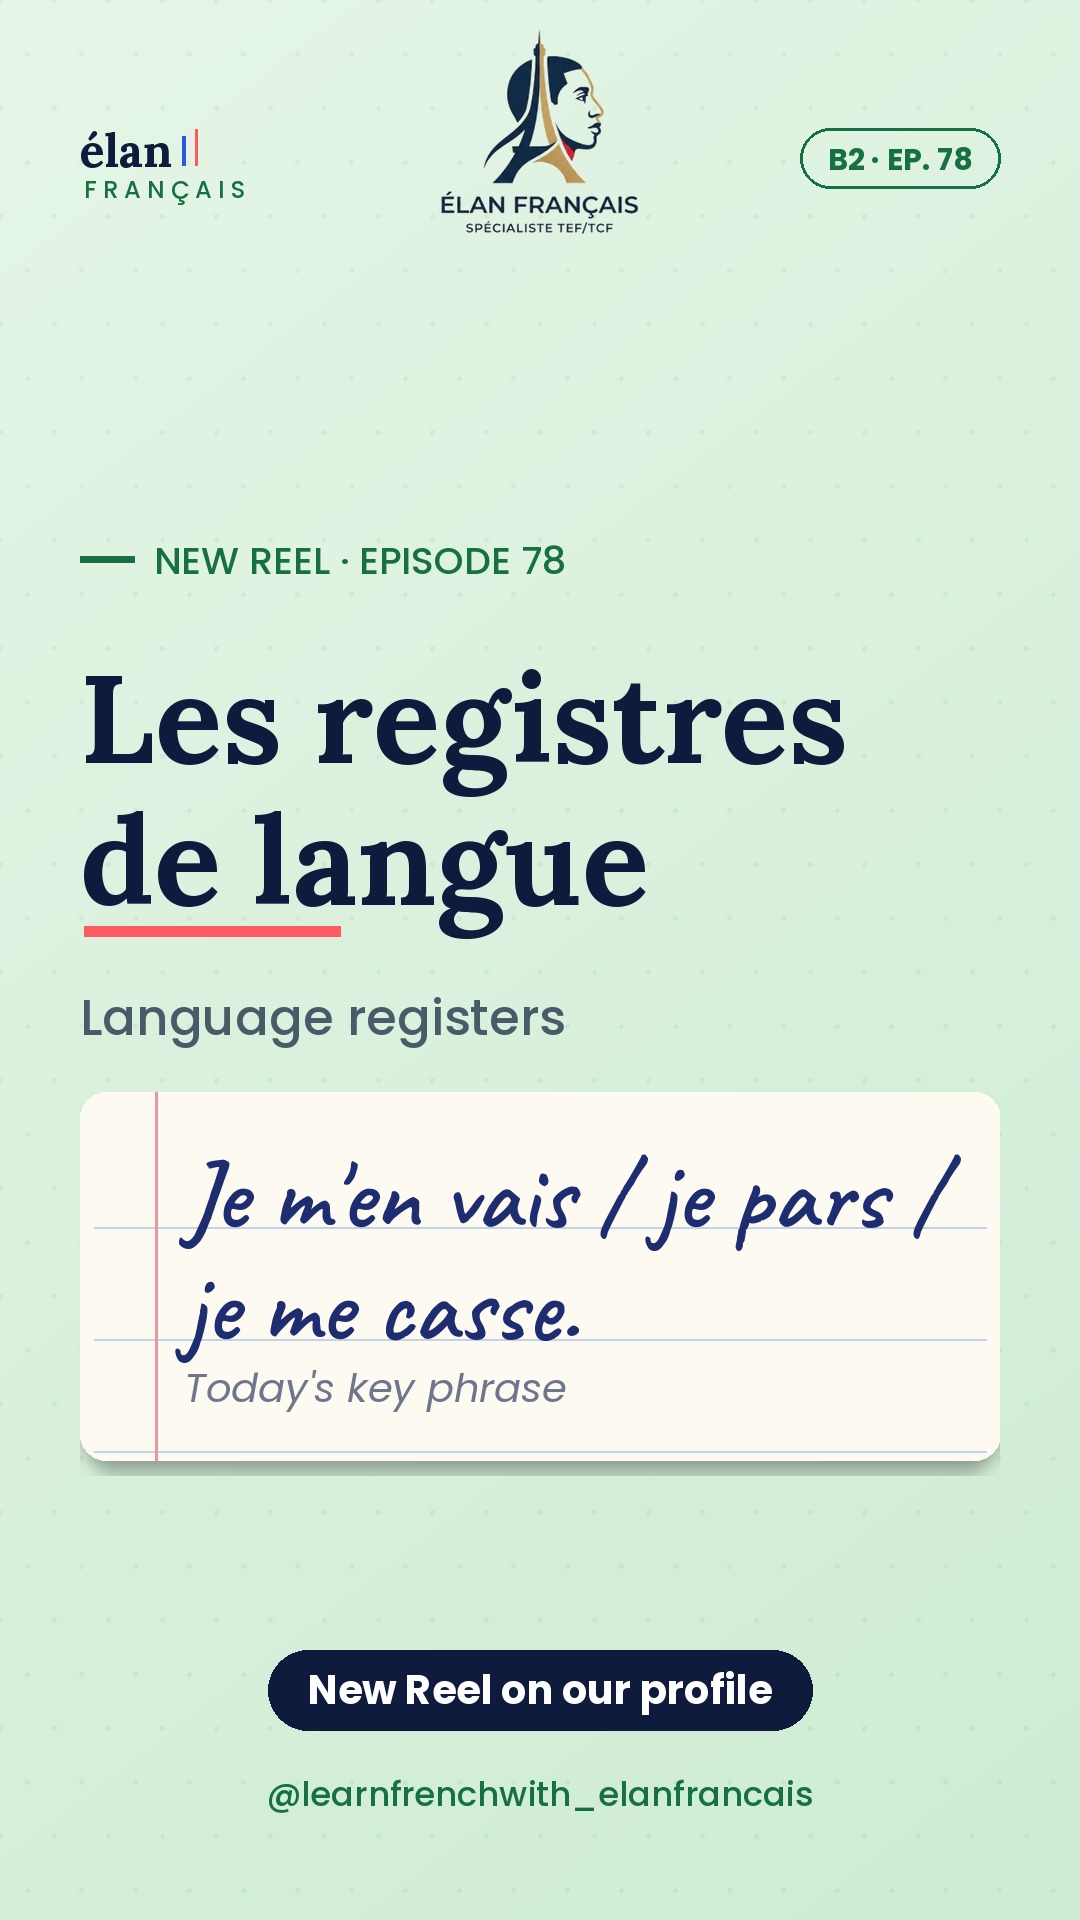 élan
FRANÇAIS
ÉLAN FRANÇAIS
SPÉCIALISTE TEF/TCF
B2 · EP. 78
NEW REEL · EPISODE 78
Les registres
de langue
Language registers
Je m'en vais / je pars /
je me casse.
Today's key phrase
New Reel on our profile
@learnfrenchwith_elanfrancais